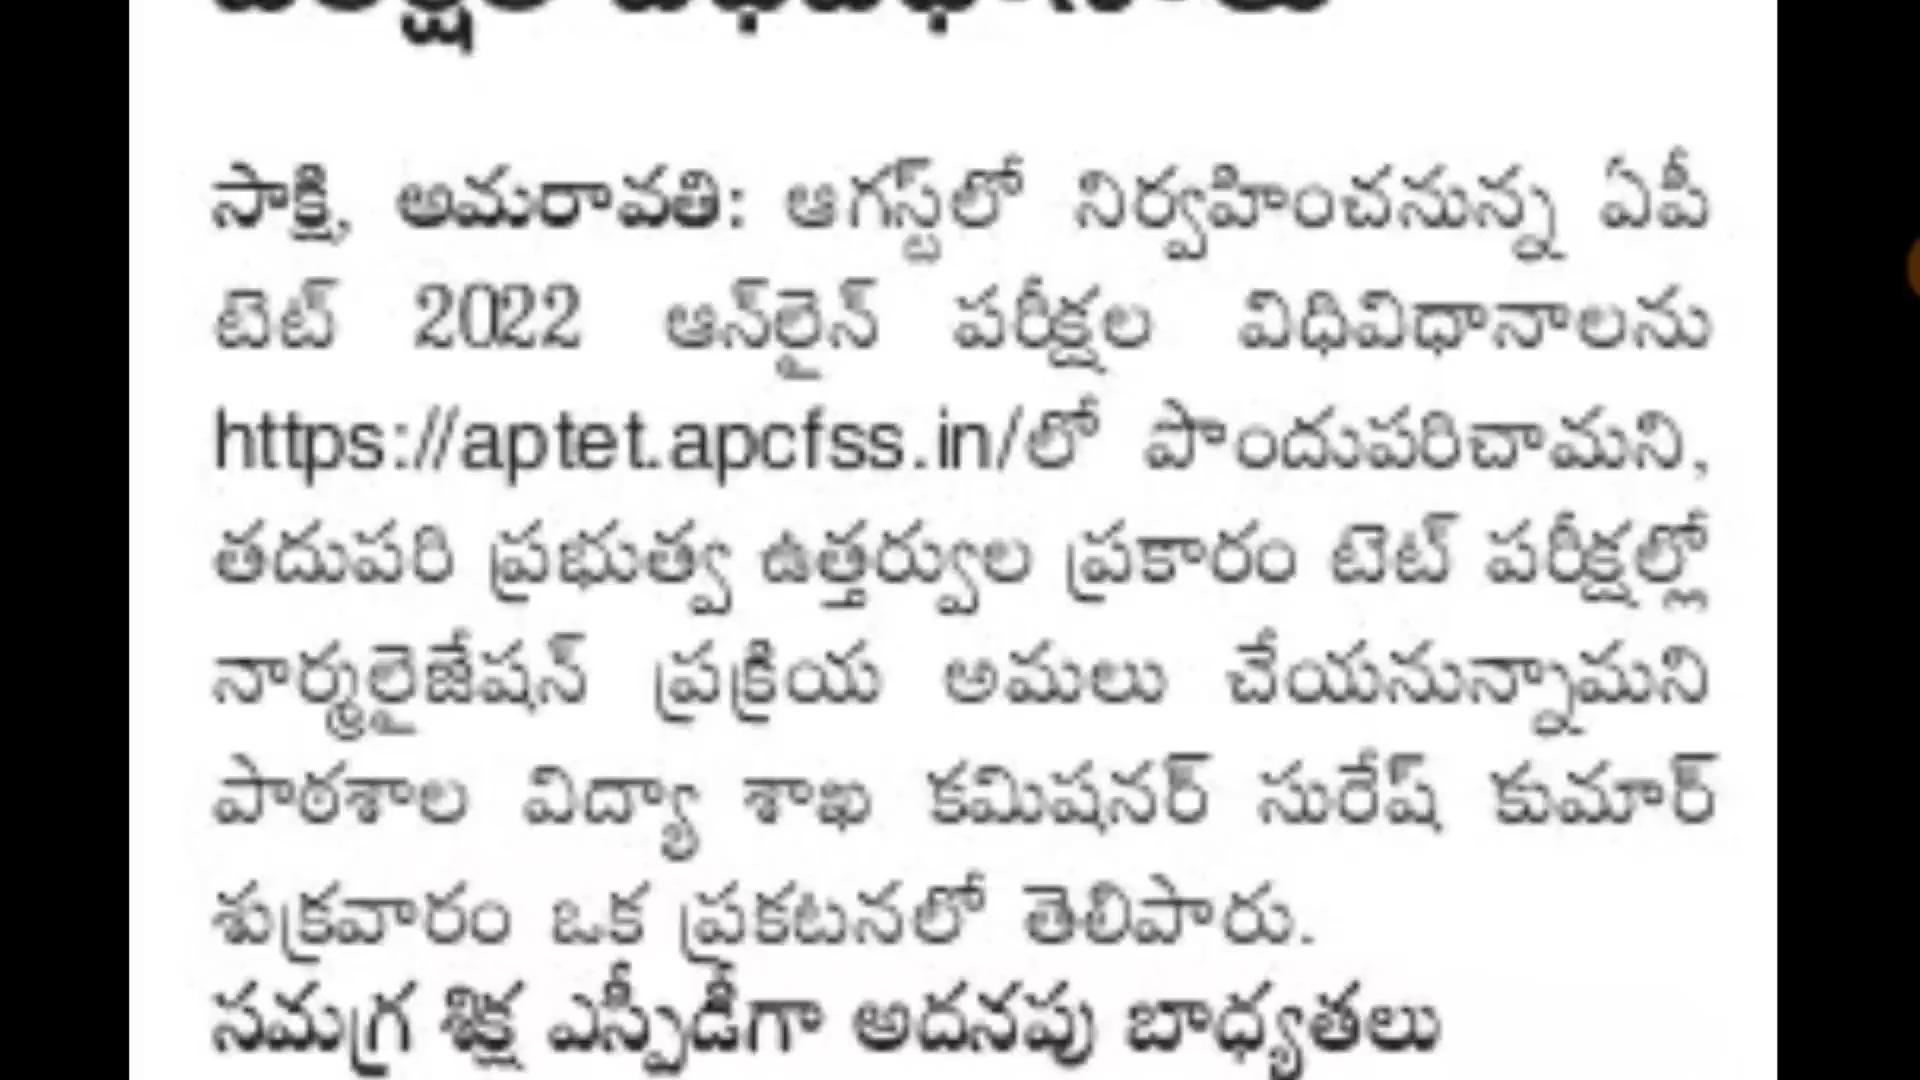 సాక్షి, అమరావతి: ఆగస్ట్‌లో నిర్వహించనున్న ఏపీ
టెట్ 2022 ఆన్‌లైన్ పరీక్షల విధివిధానాలను
https://aptet.apcfss.in/లో పొందుపరిచామని,
తదుపరి ప్రభుత్వ ఉత్తర్వుల ప్రకారం టెట్ పరీక్షల్లో
నార్మలైజేషన్ ప్రక్రియ అమలు చేయనున్నామని
పాఠశాల విద్యా శాఖ కమిషనర్ సురేష్ కుమార్
శుక్రవారం ఒక ప్రకటనలో తెలిపారు.
సమగ్ర శిక్ష ఎస్పీడీగా అదనపు బాధ్యతలు